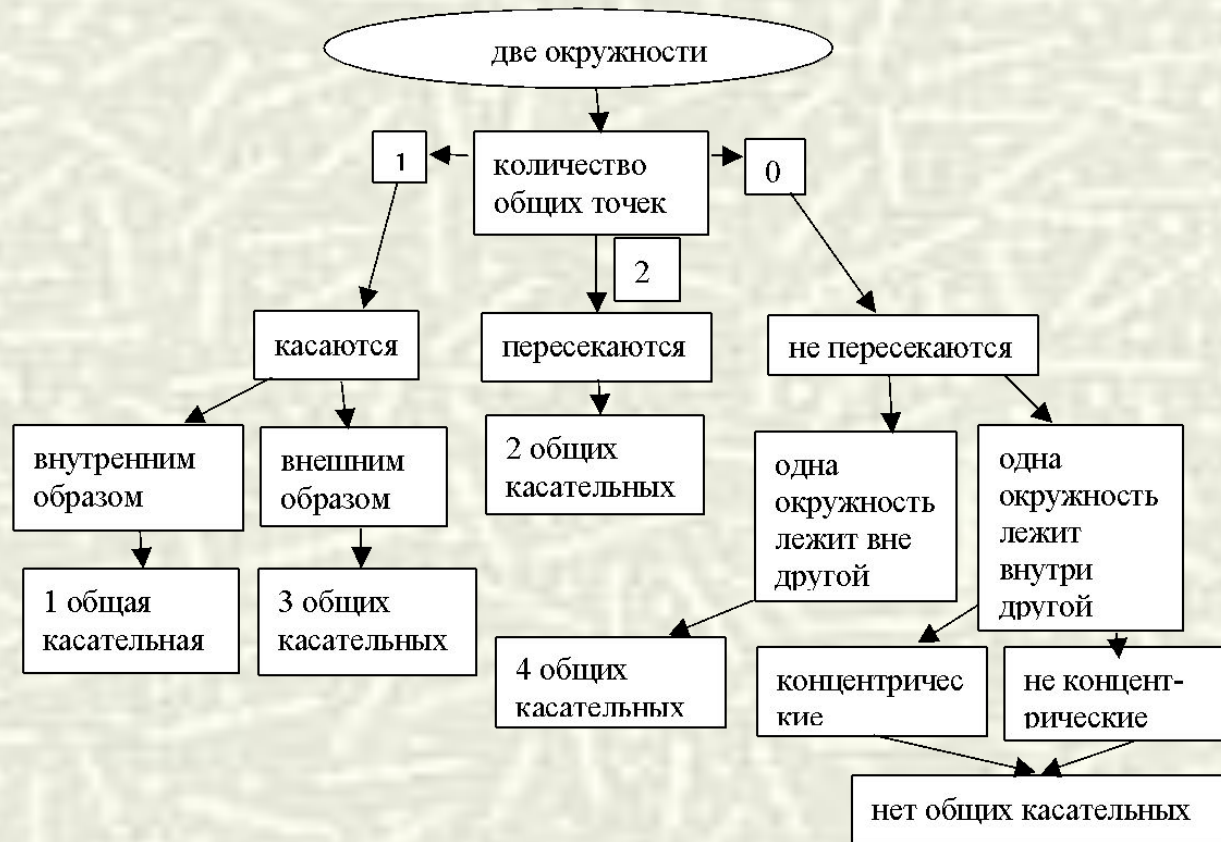 две окружности
1
количество
общих точек
0
2
касаются
пересекаются
не пересекаются
внутренним
образом
внешним
образом
2 общих
касательных
одна
окружность
лежит вне
другой
одна
окружность
лежит
внутри
другой
1 общая
касательная
3 общих
касательных
4 общих
касательных
концентричес
кие
не концент-
рические
нет общих касательных